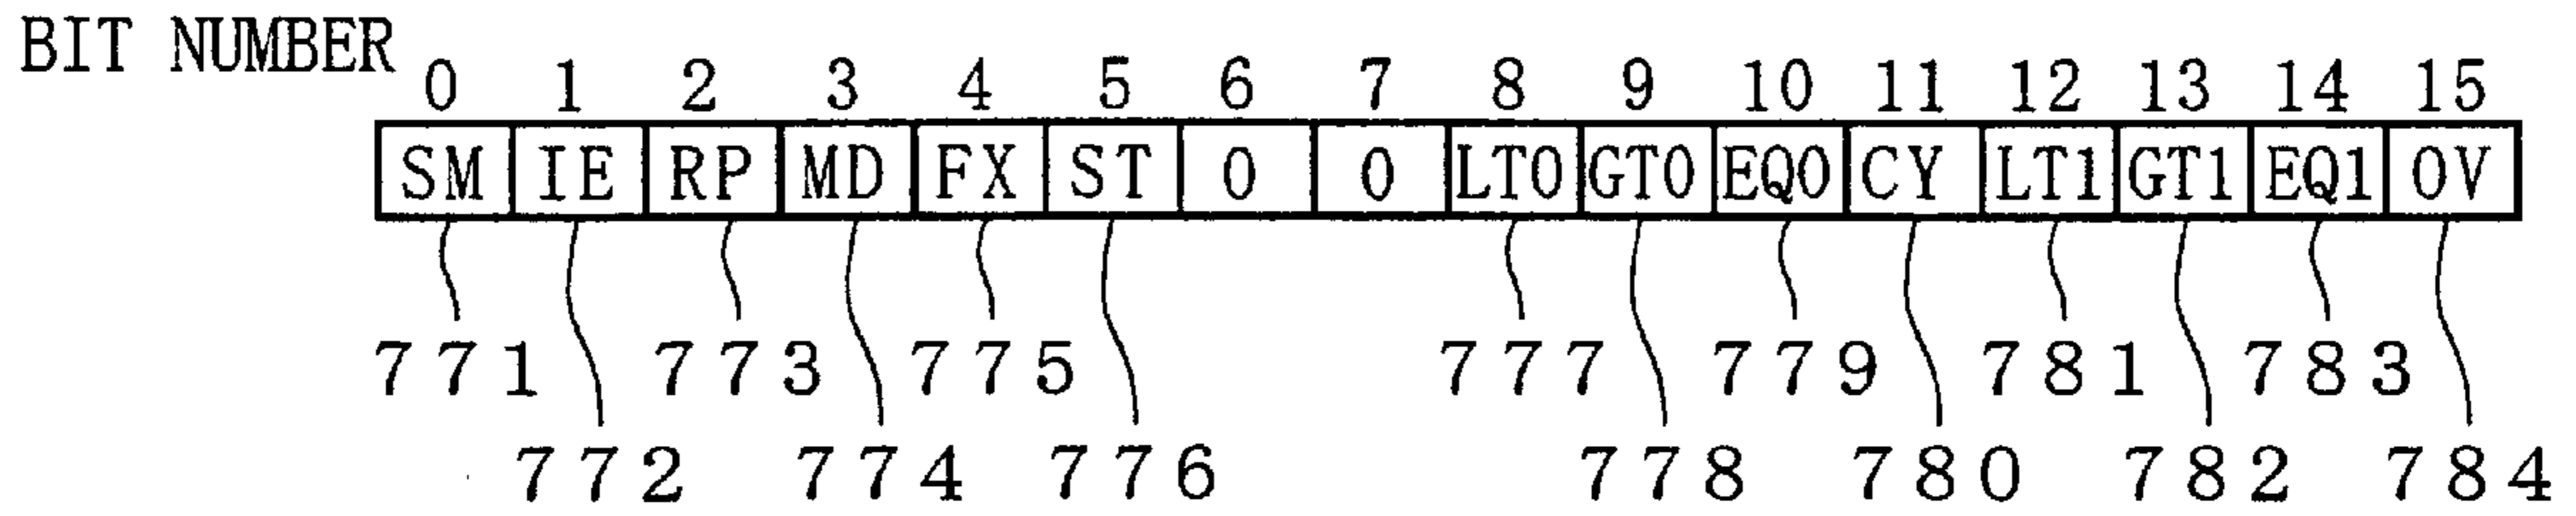 BIT NUMBER
0 1 2 3 4 5 6 7 8 9 10 11 12 13 14 15
SM IE RP MD FX ST 0 0 LT0 GT0 EQ0 CY LT1 GT1 EQ1 OV
771 773 775 777 779 781 783
772 774 776 778 780 782 784